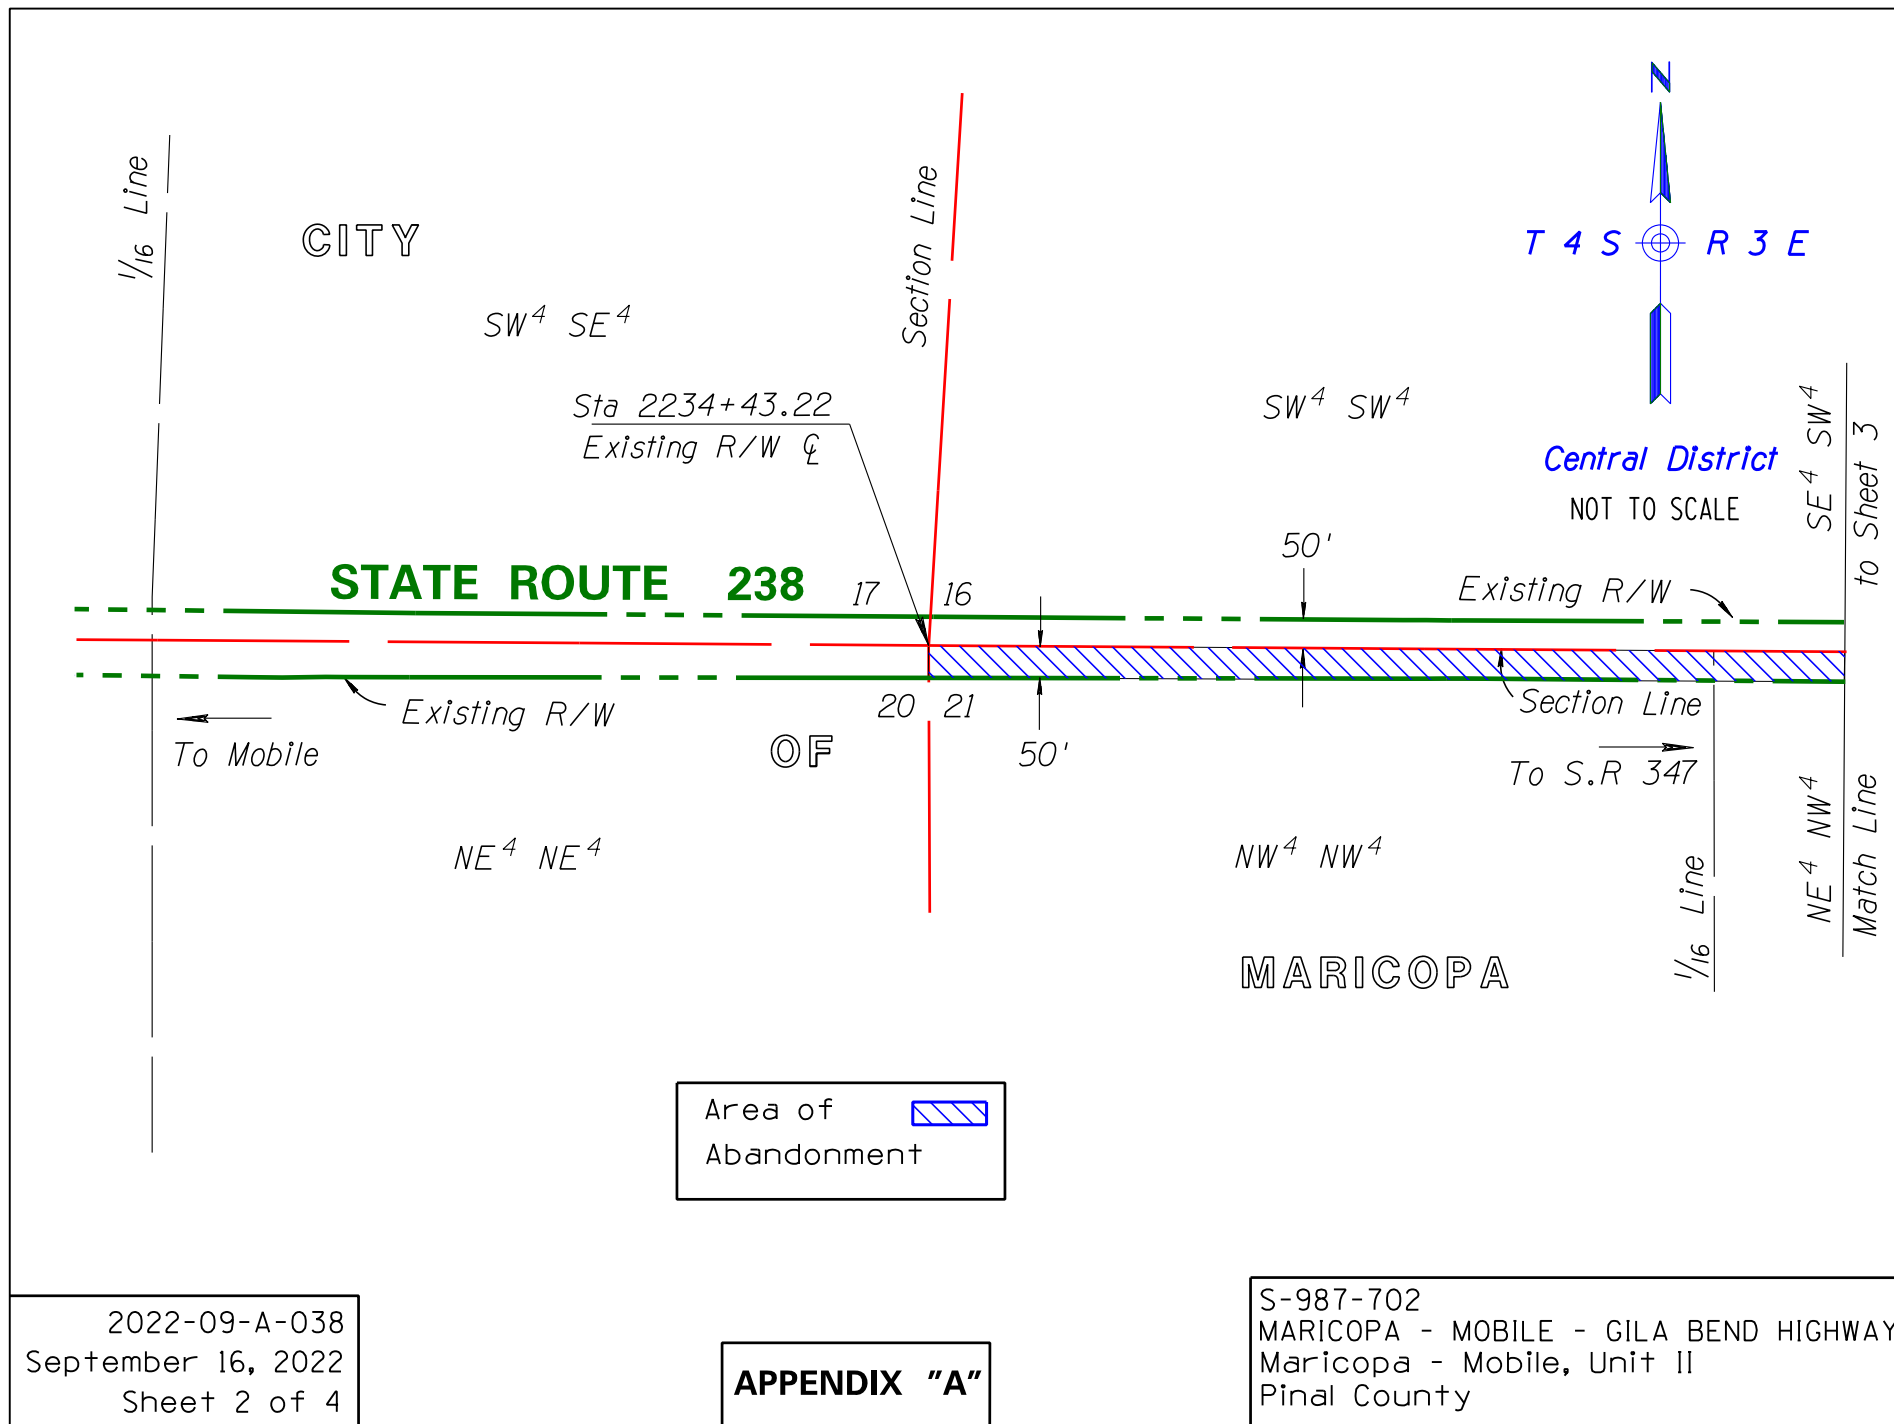 N
1/16 Line
CITY
Section Line
T 4 S R 3 E
SW4 SE4
Sta 2234+43.22
Existing R/W ℄
SW4 SW4
SE4 SW4
to Sheet 3
Central District
NOT TO SCALE
50'
STATE ROUTE 238
17 16
Existing R/W
Existing R/W
20 21
Section Line
To Mobile
OF
50'
To S.R 347
NE4 NE4
NW4 NW4
1/16 Line
NE4 NW4
Match Line
MARICOPA
Area of
Abandonment
2022-09-A-038
September 16, 2022
Sheet 2 of 4
APPENDIX "A"
S-987-702
MARICOPA - MOBILE - GILA BEND HIGHWAY
Maricopa - Mobile, Unit II
Pinal County